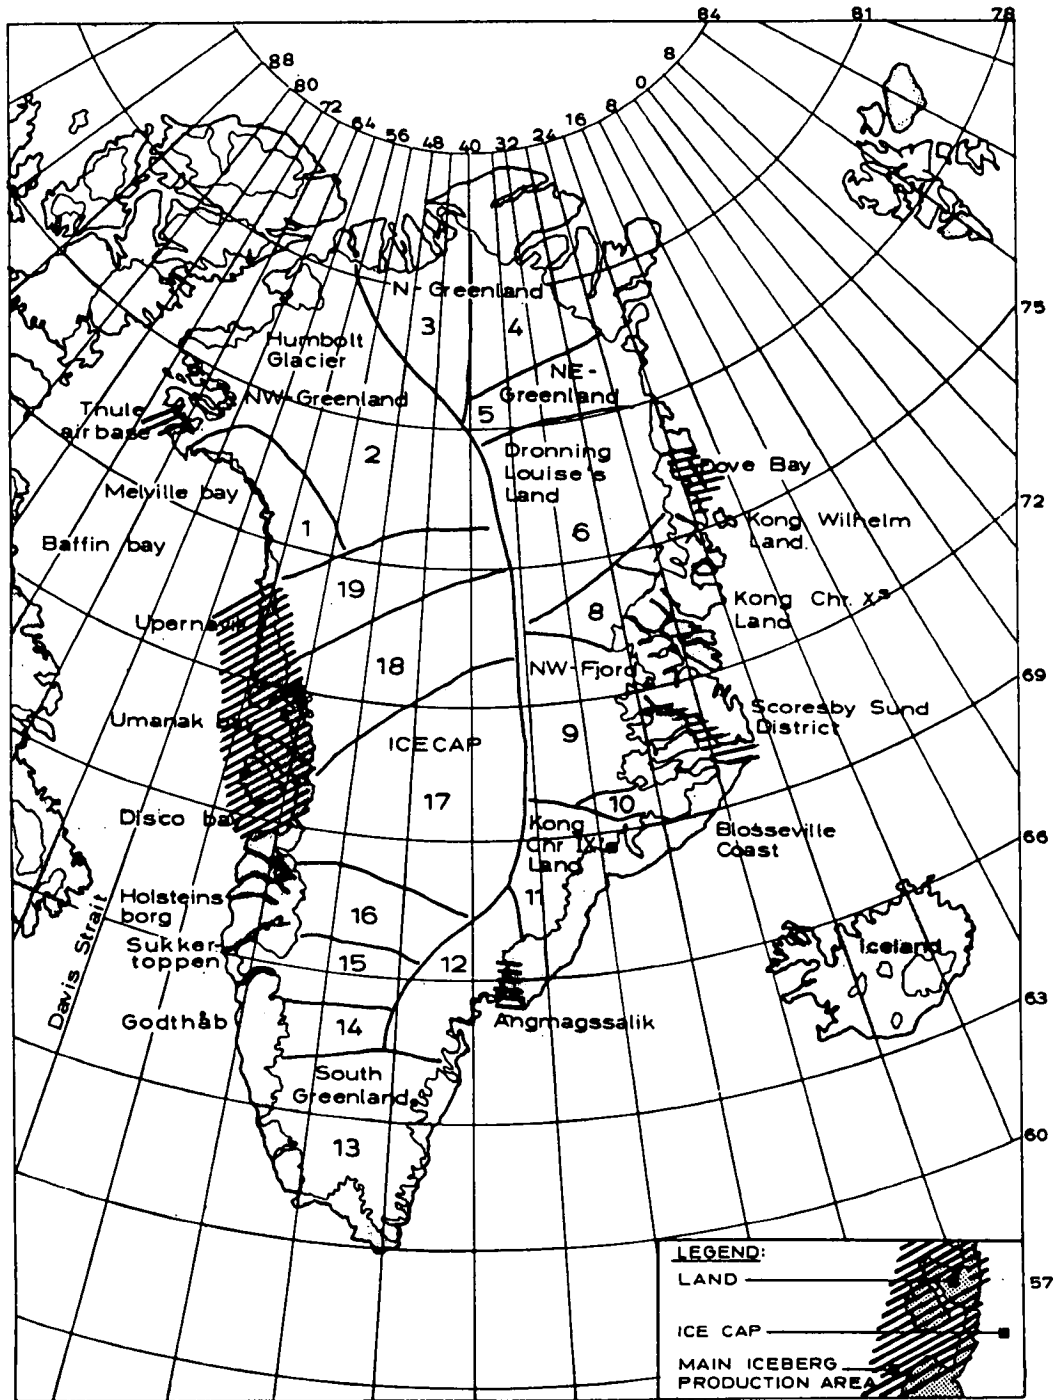 84
81
78
88
80
72
64
56
48
40
32
24
16
8
0
8
N-Greenland
3
4
75
Humbolt
Glacier
NE-
Greenland
NW-Greenland
5
Thule
air base
2
Dronning
Louise's
Land
Dove Bay
72
Melville bay
1
6
Kong Wilhelm
Land.
Baffin bay
19
Kong Chr. Xs
Land
Upernavik
8
18
NW-Fjord
69
Umanak
Scoresby Sund
District
ICECAP
9
17
10
Disco bay
Kong
Chr IX's
Land
Blosseville
Coast
66
Holsteins
borg
16
11
Davis Strait
Sukker-
toppen
15
12
Iceland
63
Godthåb
14
Angmagssalik
South
Greenland
60
13
LEGEND:
LAND
57
ICE CAP
MAIN ICEBERG
PRODUCTION AREA